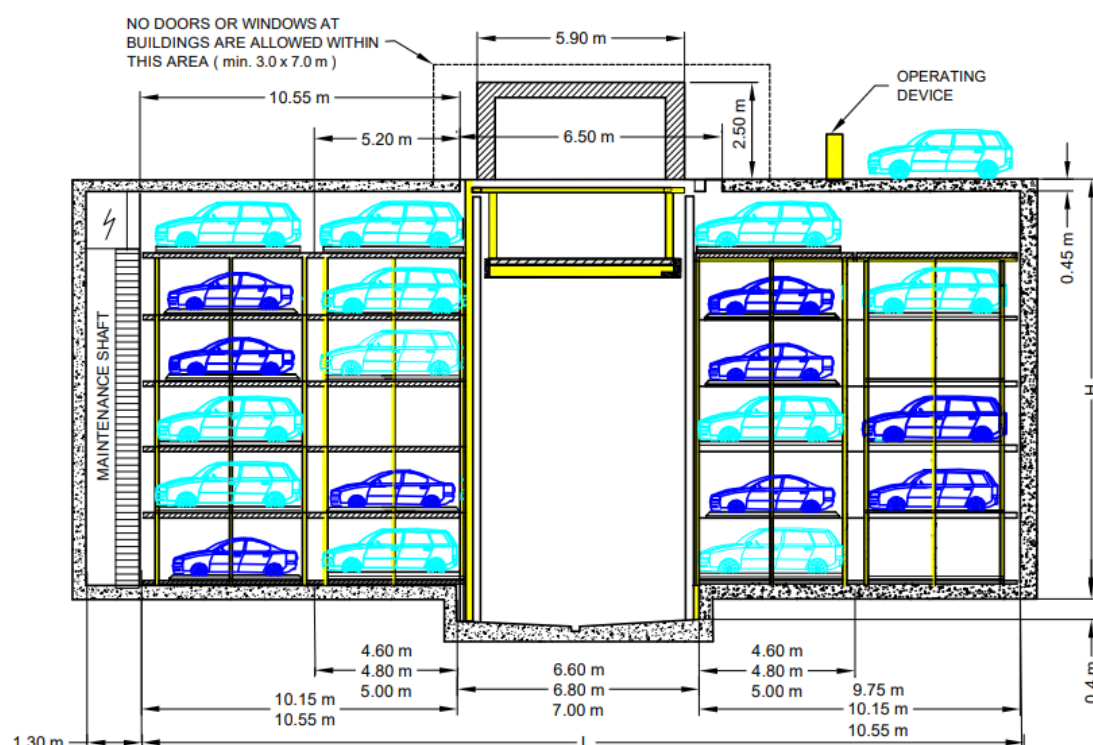 NO DOORS OR WINDOWS AT
BUILDINGS ARE ALLOWED WITHIN
THIS AREA ( min. 3.0 x 7.0 m )
5.90 m
OPERATING
DEVICE
10.55 m
5.20 m
6.50 m
2.50 m
0.45 m
MAINTENANCE SHAFT
H
4.60 m
4.80 m
5.00 m
10.15 m
10.55 m
6.60 m
6.80 m
7.00 m
4.60 m
4.80 m
5.00 m
9.75 m
10.15 m
10.55 m
0.4 m
1.30 m
L